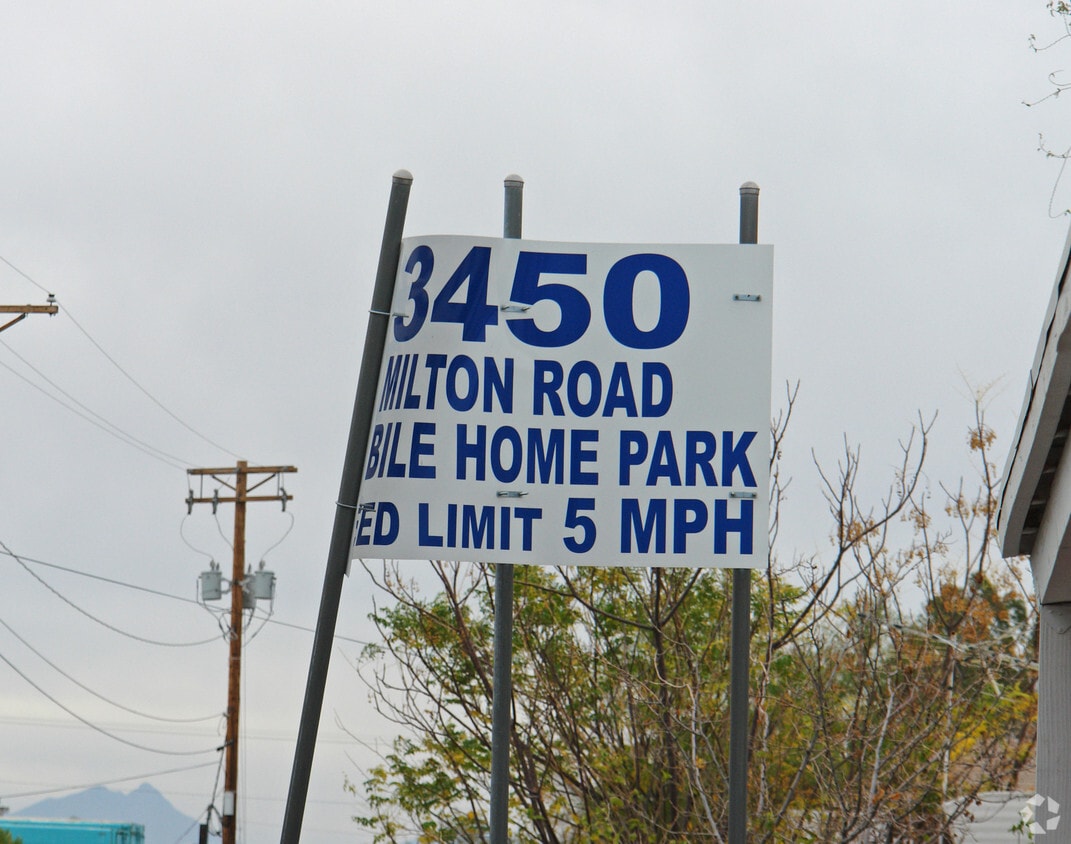 3450
MILTON ROAD
BILE HOME PARK
ED LIMIT 5 MPH